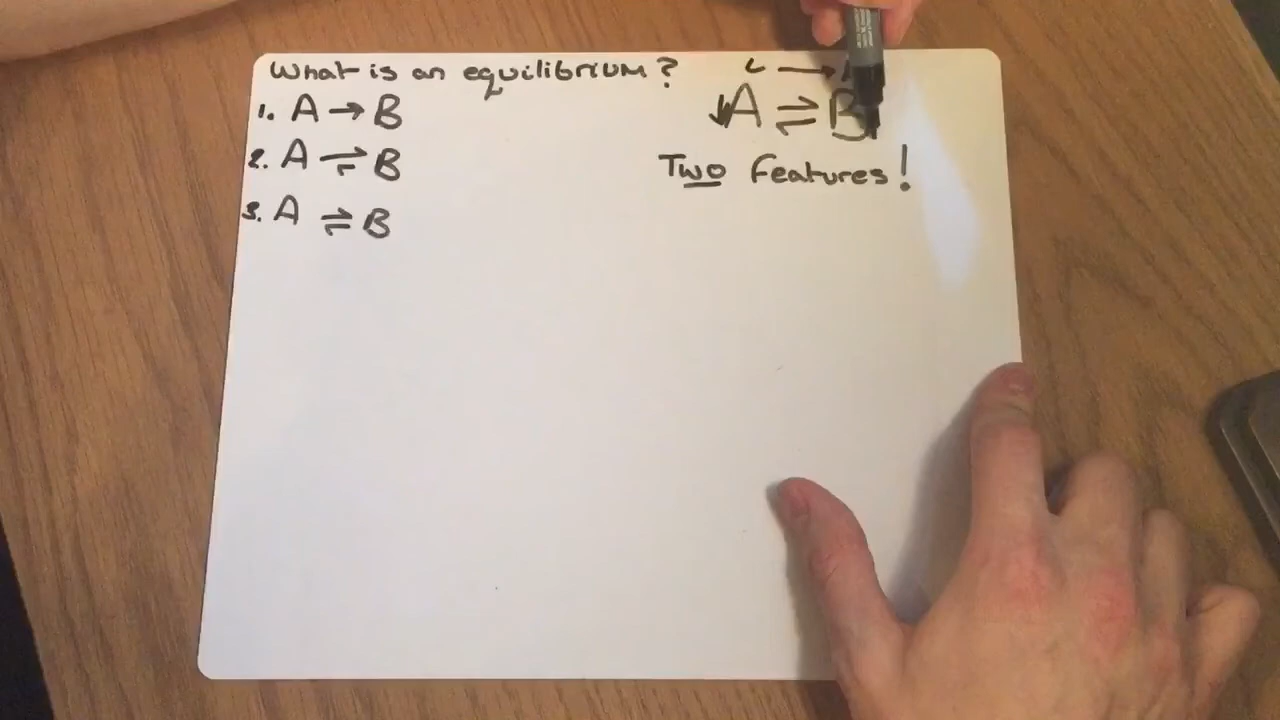 What is an equilibrium?
1. A → B
2. A ⇌ B
3. A ⇌ B
L →
↓A ⇌ B
Two features!